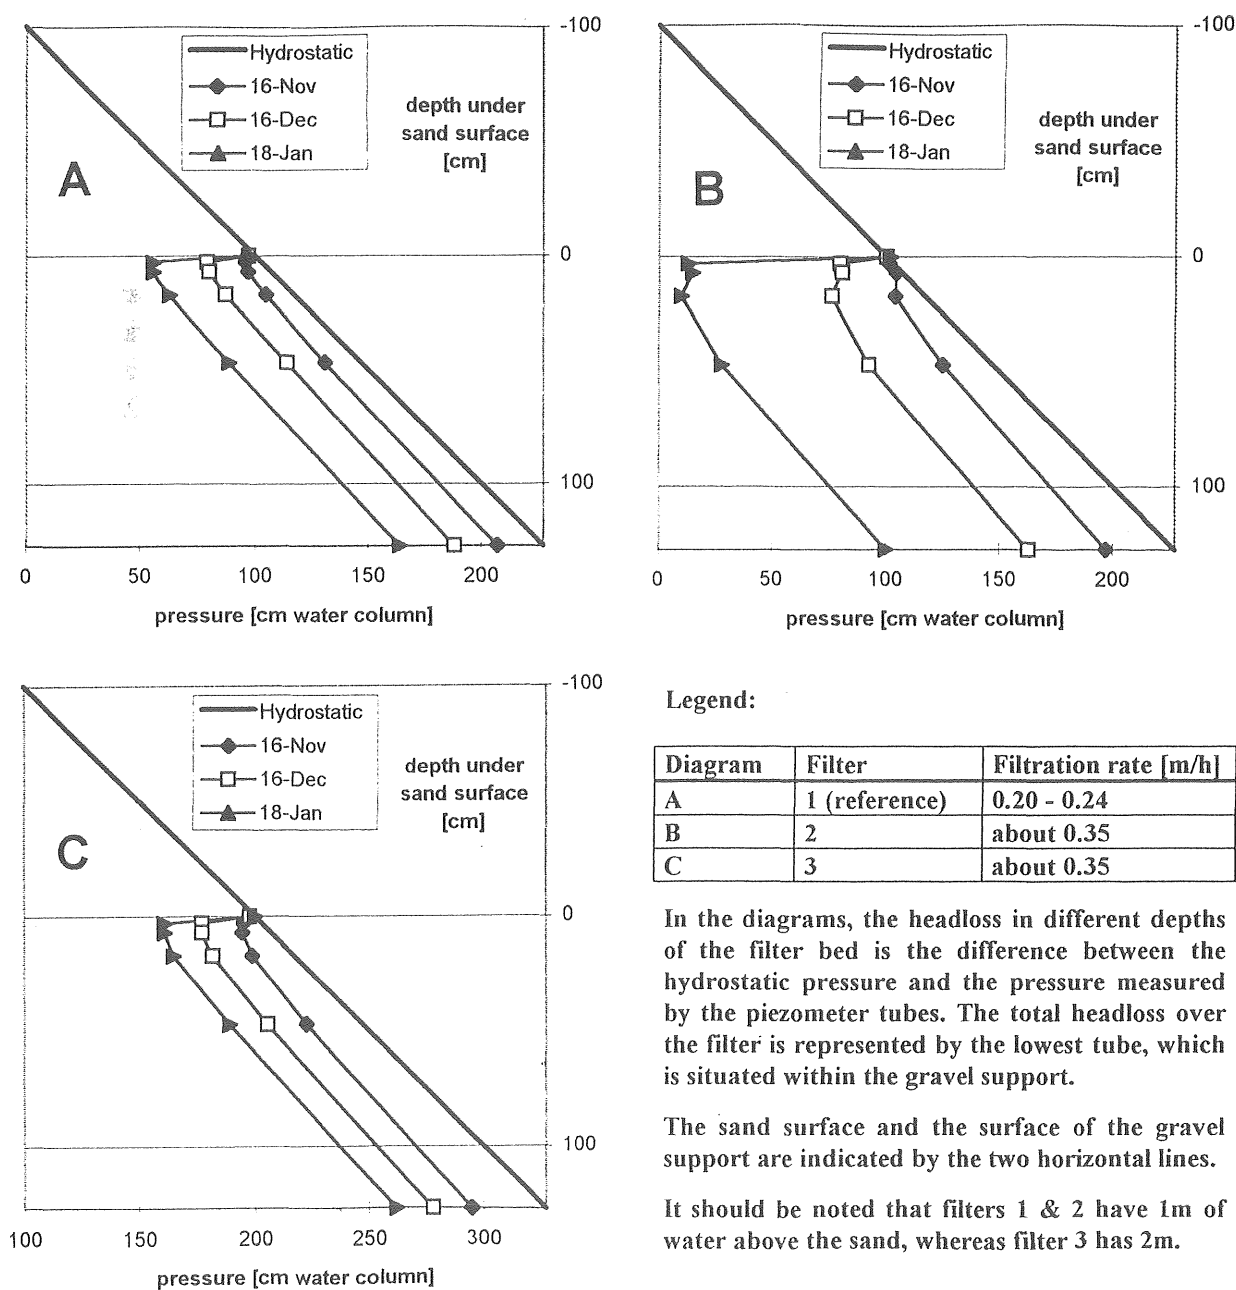 -100
Hydrostatic
16-Nov
16-Dec
18-Jan
depth under
sand surface
[cm]
A
0
100
0 50 100 150 200
pressure [cm water column]
-100
Hydrostatic
16-Nov
16-Dec
18-Jan
depth under
sand surface
[cm]
B
0
100
0 50 100 150 200
pressure [cm water column]
-100
Hydrostatic
16-Nov
16-Dec
18-Jan
depth under
sand surface
[cm]
C
0
100
100 150 200 250 300
pressure [cm water column]
Legend:
Diagram Filter Filtration rate [m/h]
A 1 (reference) 0.20 - 0.24
B 2 about 0.35
C 3 about 0.35
In the diagrams, the headloss in different depths
of the filter bed is the difference between the
hydrostatic pressure and the pressure measured
by the piezometer tubes. The total headloss over
the filter is represented by the lowest tube, which
is situated within the gravel support.
The sand surface and the surface of the gravel
support are indicated by the two horizontal lines.
It should be noted that filters 1 & 2 have 1m of
water above the sand, whereas filter 3 has 2m.